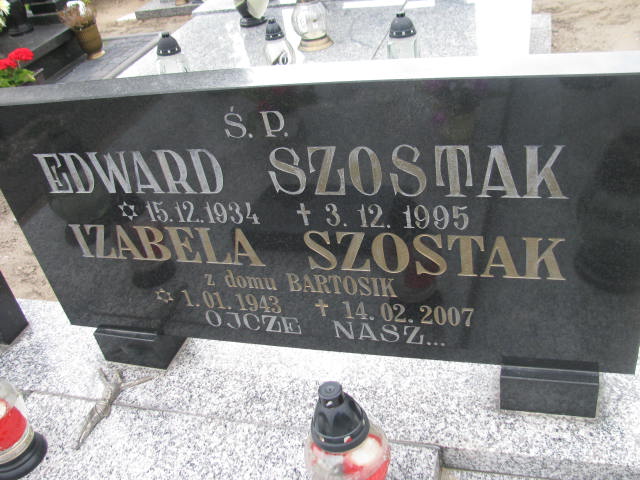 Ś. P.
EDWARD SZOSTAK
✡ 15.12.1934 ✝ 3.12.1995
IZABELA SZOSTAK
z domu BARTOSIK
✡ 1.01.1943 ✝ 14.02.2007
OJCZE NASZ...